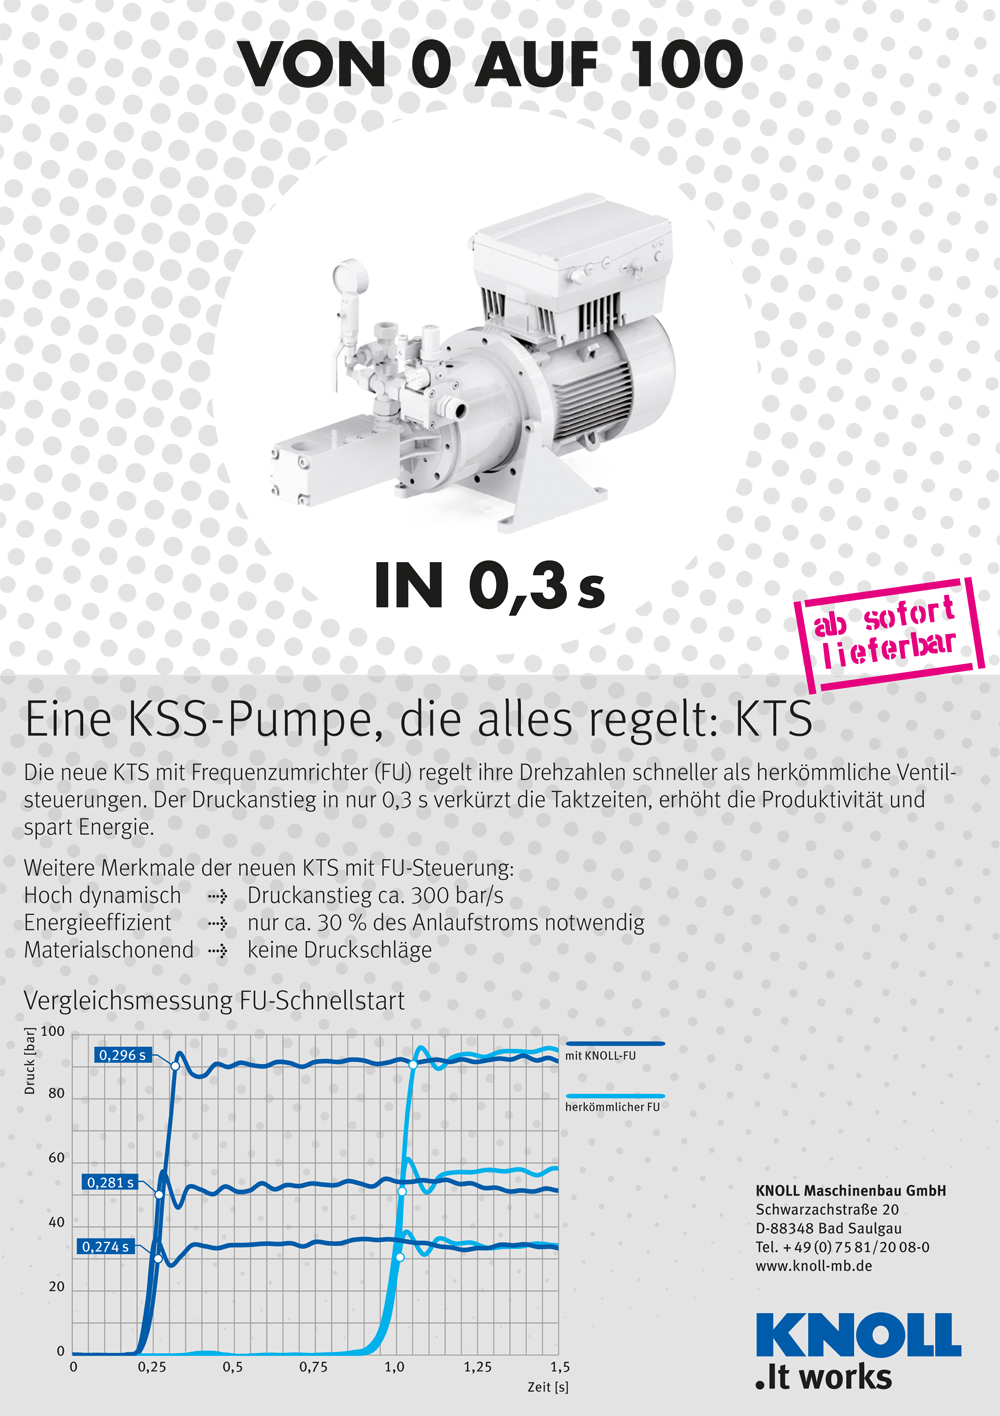 VON 0 AUF 100
IN 0,3 s
ab sofort
lieferbar
Eine KSS-Pumpe, die alles regelt: KTS
Die neue KTS mit Frequenzumrichter (FU) regelt ihre Drehzahlen schneller als herkömmliche Ventil-
steuerungen. Der Druckanstieg in nur 0,3 s verkürzt die Taktzeiten, erhöht die Produktivität und
spart Energie.
Weitere Merkmale der neuen KTS mit FU-Steuerung:
Hoch dynamisch ⇢ Druckanstieg ca. 300 bar/s
Energieeffizient ⇢ nur ca. 30 % des Anlaufstroms notwendig
Materialschonend ⇢ keine Druckschläge
Vergleichsmessung FU-Schnellstart
Druck [bar]
100
80
60
40
20
0
0,296 s
0,281 s
0,274 s
mit KNOLL-FU
herkömmlicher FU
0 0,25 0,5 0,75 1,0 1,25 1,5
Zeit [s]
KNOLL Maschinenbau GmbH
Schwarzachstraße 20
D-88348 Bad Saulgau
Tel. + 49 (0) 75 81/20 08-0
www.knoll-mb.de
KNOLL
.It works